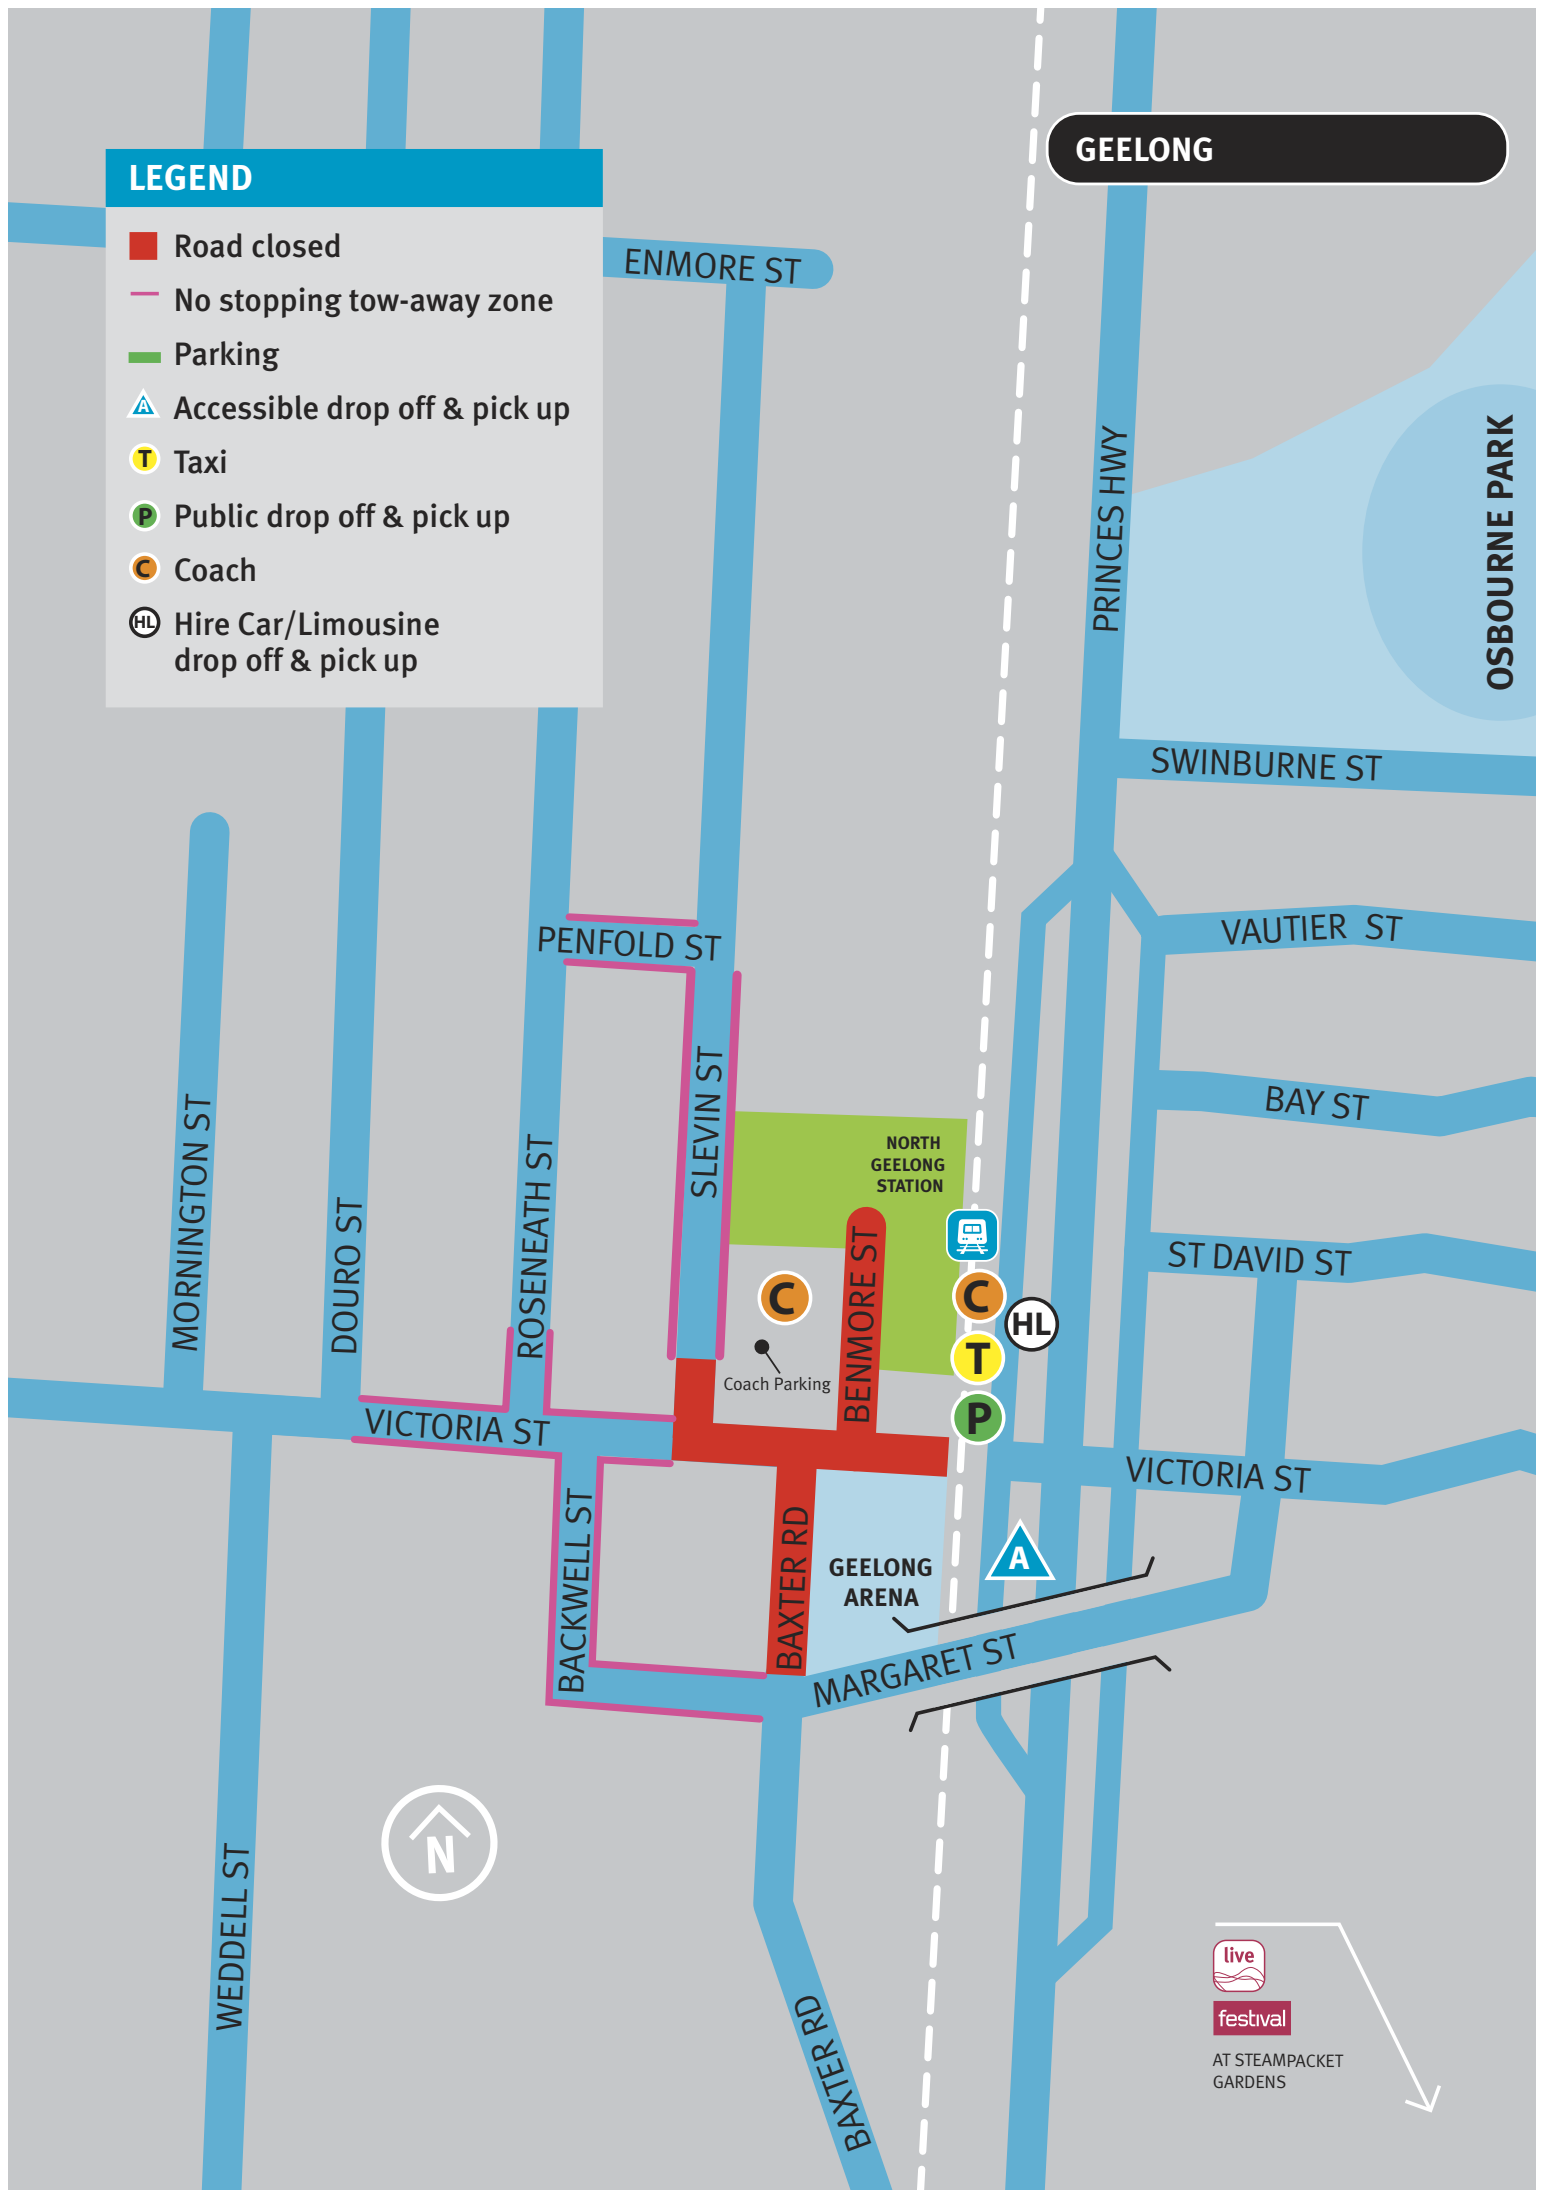 GEELONG
LEGEND
Road closed
No stopping tow-away zone
Parking
A
Accessible drop off & pick up
T
Taxi
P
Public drop off & pick up
C
Coach
HL
Hire Car/Limousine
drop off & pick up
ENMORE ST
PRINCES HWY
OSBOURNE PARK
SWINBURNE ST
VAUTIER ST
PENFOLD ST
SLEVIN ST
BAY ST
MORNINGTON ST
DOURO ST
ROSENEATH ST
NORTH
GEELONG
STATION
BENMORE ST
ST DAVID ST
C
C
HL
T
P
Coach Parking
VICTORIA ST
VICTORIA ST
BACKWELL ST
BAXTER RD
GEELONG
ARENA
A
MARGARET ST
N
WEDDELL ST
BAXTER RD
live
festival
AT STEAMPACKET
GARDENS